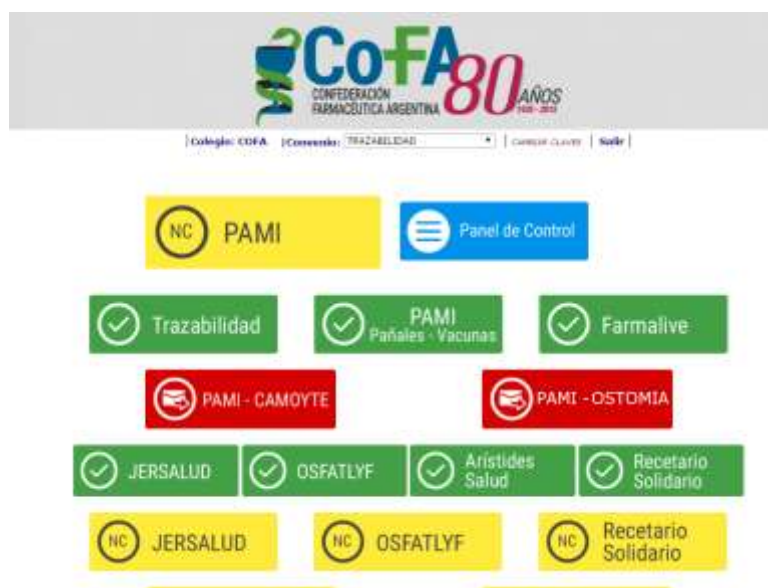 CoFA 80 AÑOS
CONFEDERACIÓN
FARMACÉUTICA ARGENTINA
|Colegio: COFA |Convenio: TRAZABILIDAD | CAMBIAR CLAVES | Salir |
NC PAMI
Panel de Control
Trazabilidad
PAMI
Pañales - Vacunas
Farmalive
PAMI - CAMOYTE
PAMI - OSTOMIA
JERSALUD
OSFATLYF
Arístides
Salud
Recetario
Solidario
NC JERSALUD
NC OSFATLYF
NC Recetario
Solidario